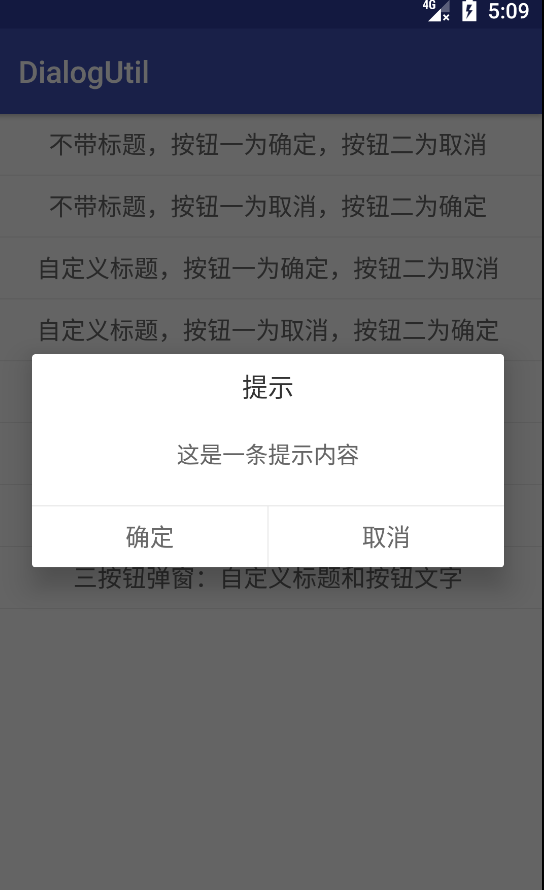 4G 5:09
DialogUtil
不带标题，按钮一为确定，按钮二为取消
不带标题，按钮一为取消，按钮二为确定
自定义标题，按钮一为确定，按钮二为取消
自定义标题，按钮一为取消，按钮二为确定
提示
这是一条提示内容
确定 取消
三按钮弹窗：自定义标题和按钮文字